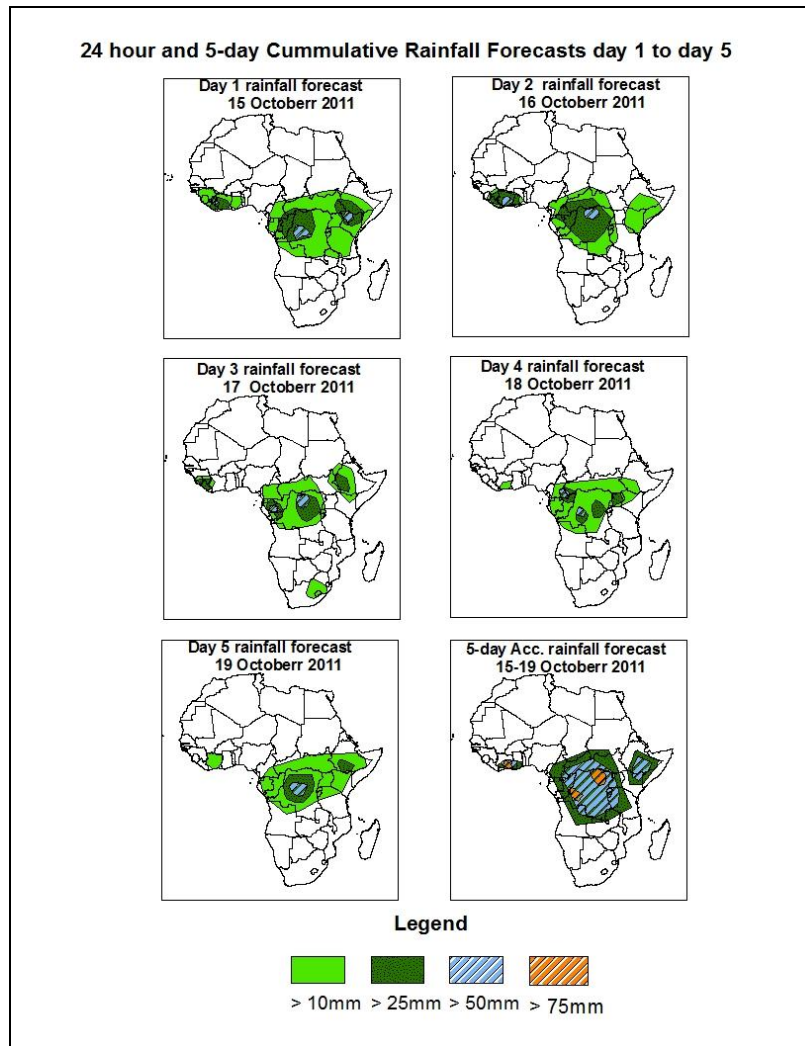 24 hour and 5-day Cummulative Rainfall Forecasts day 1 to day 5
Day 1 rainfall forecast
15 Octoberr 2011
Day 2 rainfall forecast
16 Octoberr 2011
Day 3 rainfall forecast
17 Octoberr 2011
Day 4 rainfall forecast
18 Octoberr 2011
Day 5 rainfall forecast
19 Octoberr 2011
5-day Acc. rainfall forecast
15-19 Octoberr 2011
Legend
> 10mm > 25mm > 50mm > 75mm